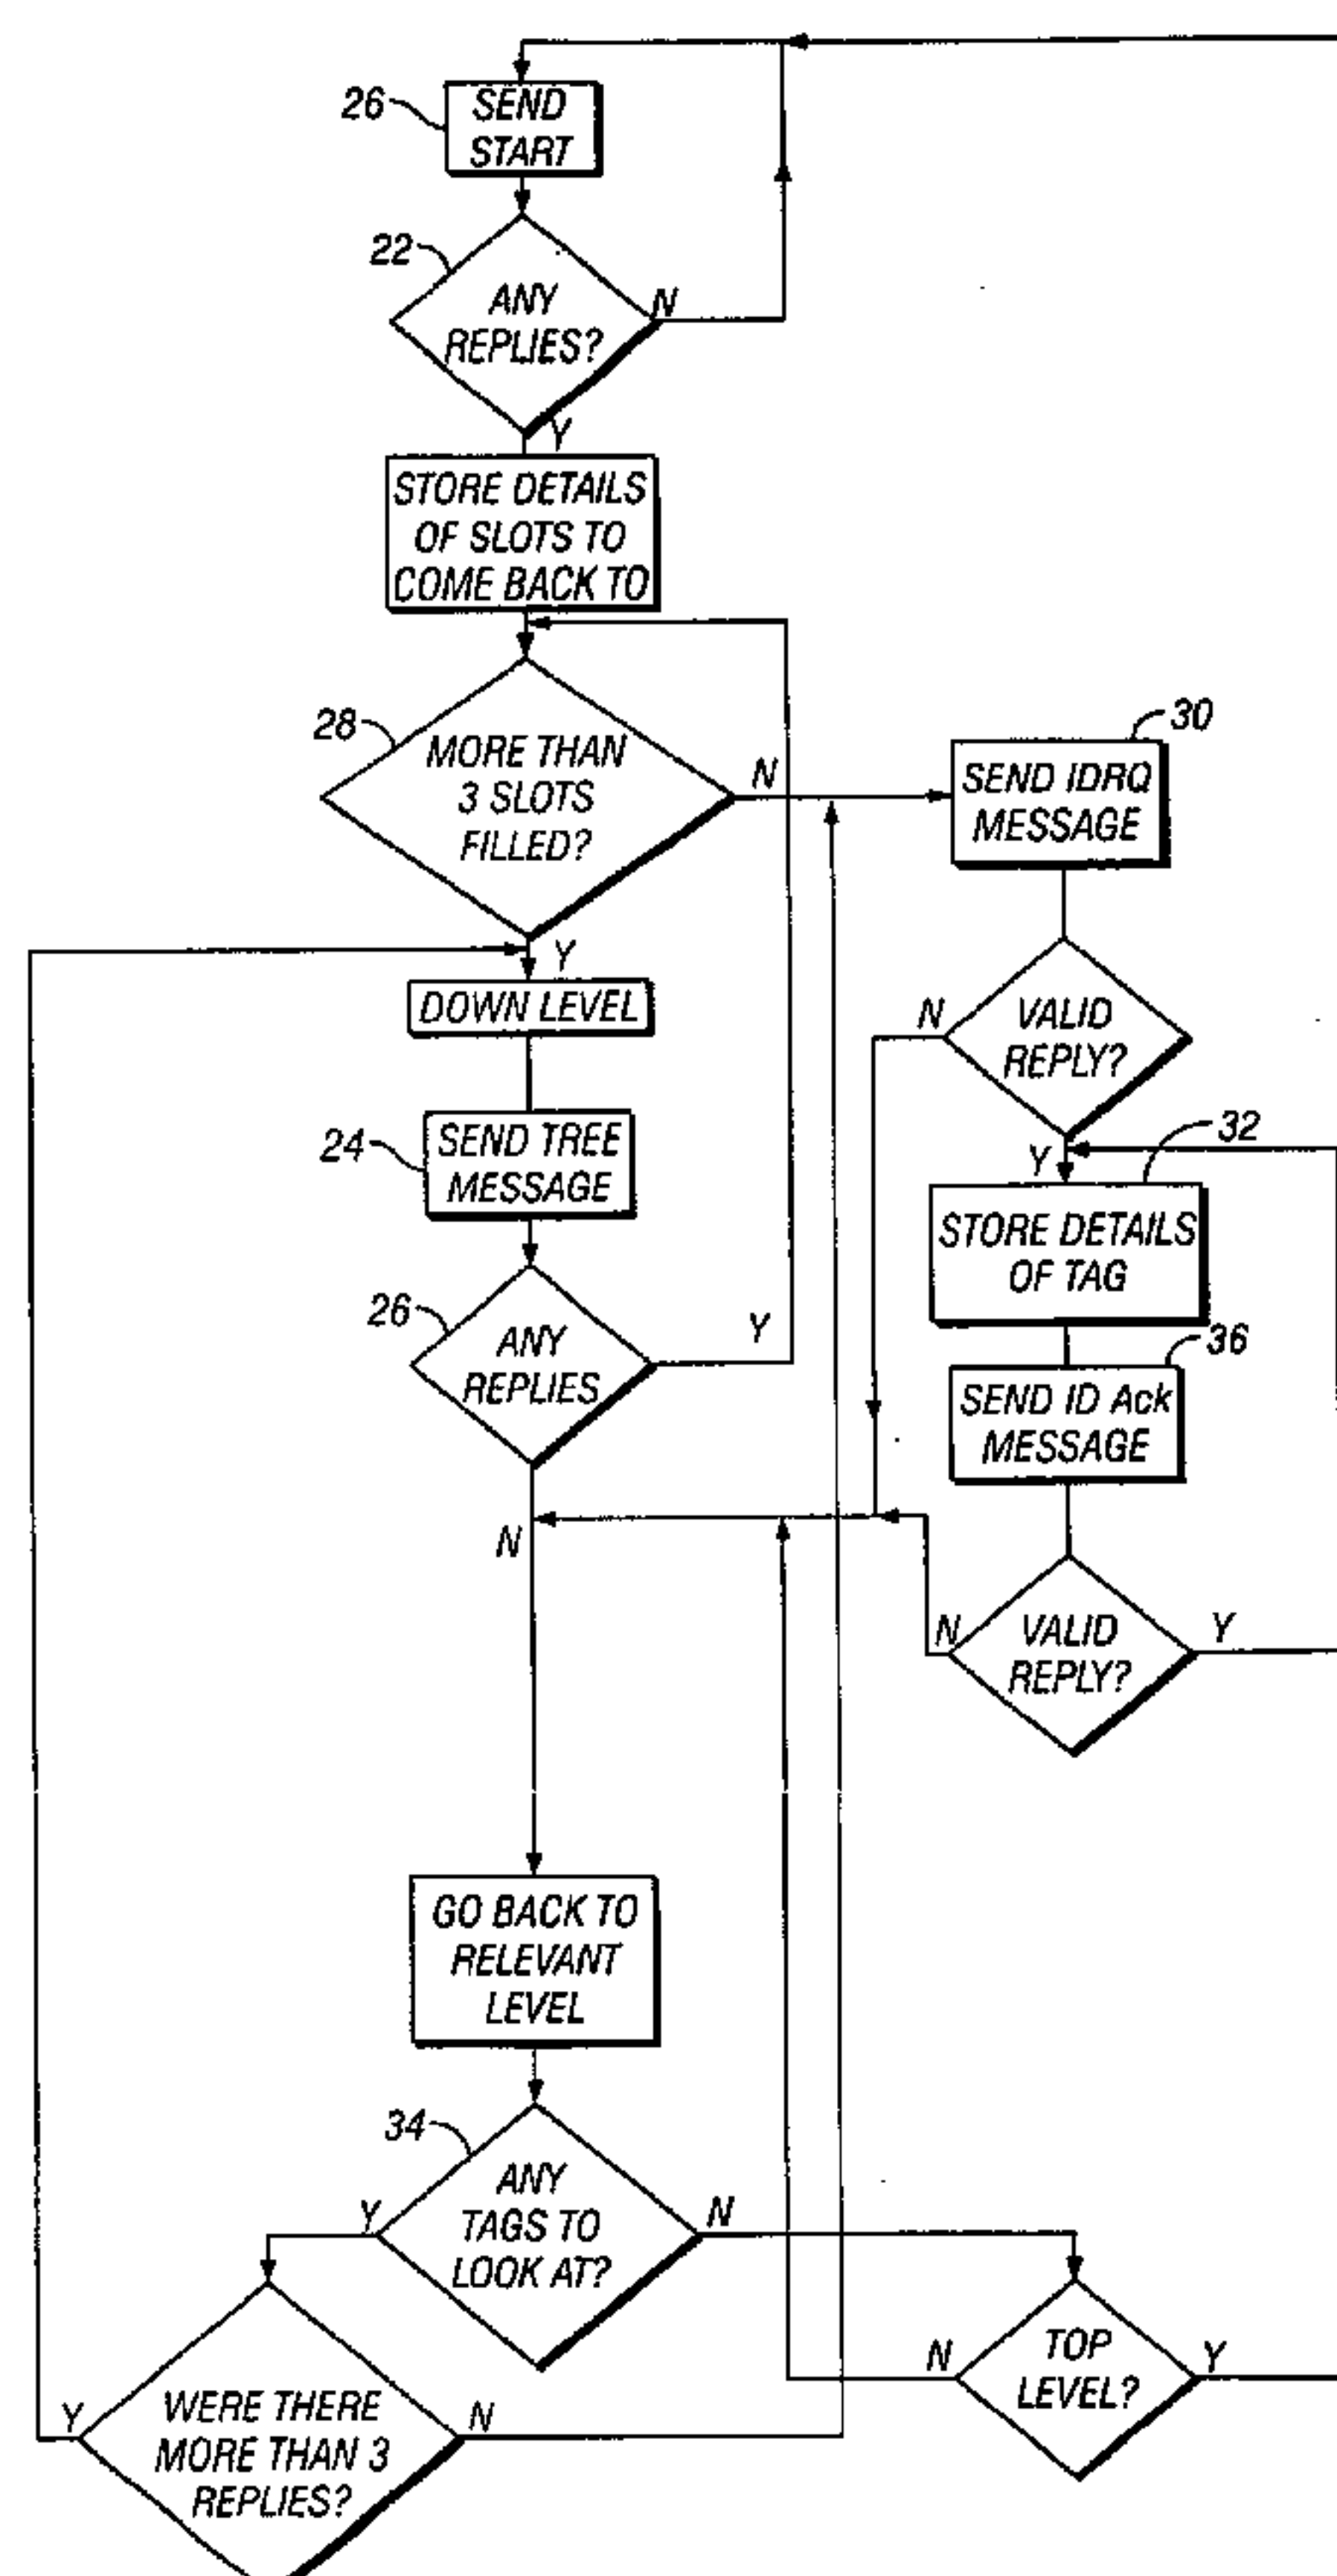 26
SEND
START
22
ANY
REPLIES?
N
Y
STORE DETAILS
OF SLOTS TO
COME BACK TO
28
MORE THAN
3 SLOTS
FILLED?
N
Y
30
SEND IDRQ
MESSAGE
DOWN LEVEL
N
VALID
REPLY?
Y
24
SEND TREE
MESSAGE
32
STORE DETAILS
OF TAG
26
ANY
REPLIES
Y
N
36
SEND ID Ack
MESSAGE
N
VALID
REPLY?
Y
GO BACK TO
RELEVANT
LEVEL
34
ANY
TAGS TO
LOOK AT?
Y
N
N
TOP
LEVEL?
Y
Y
WERE THERE
MORE THAN 3
REPLIES?
N